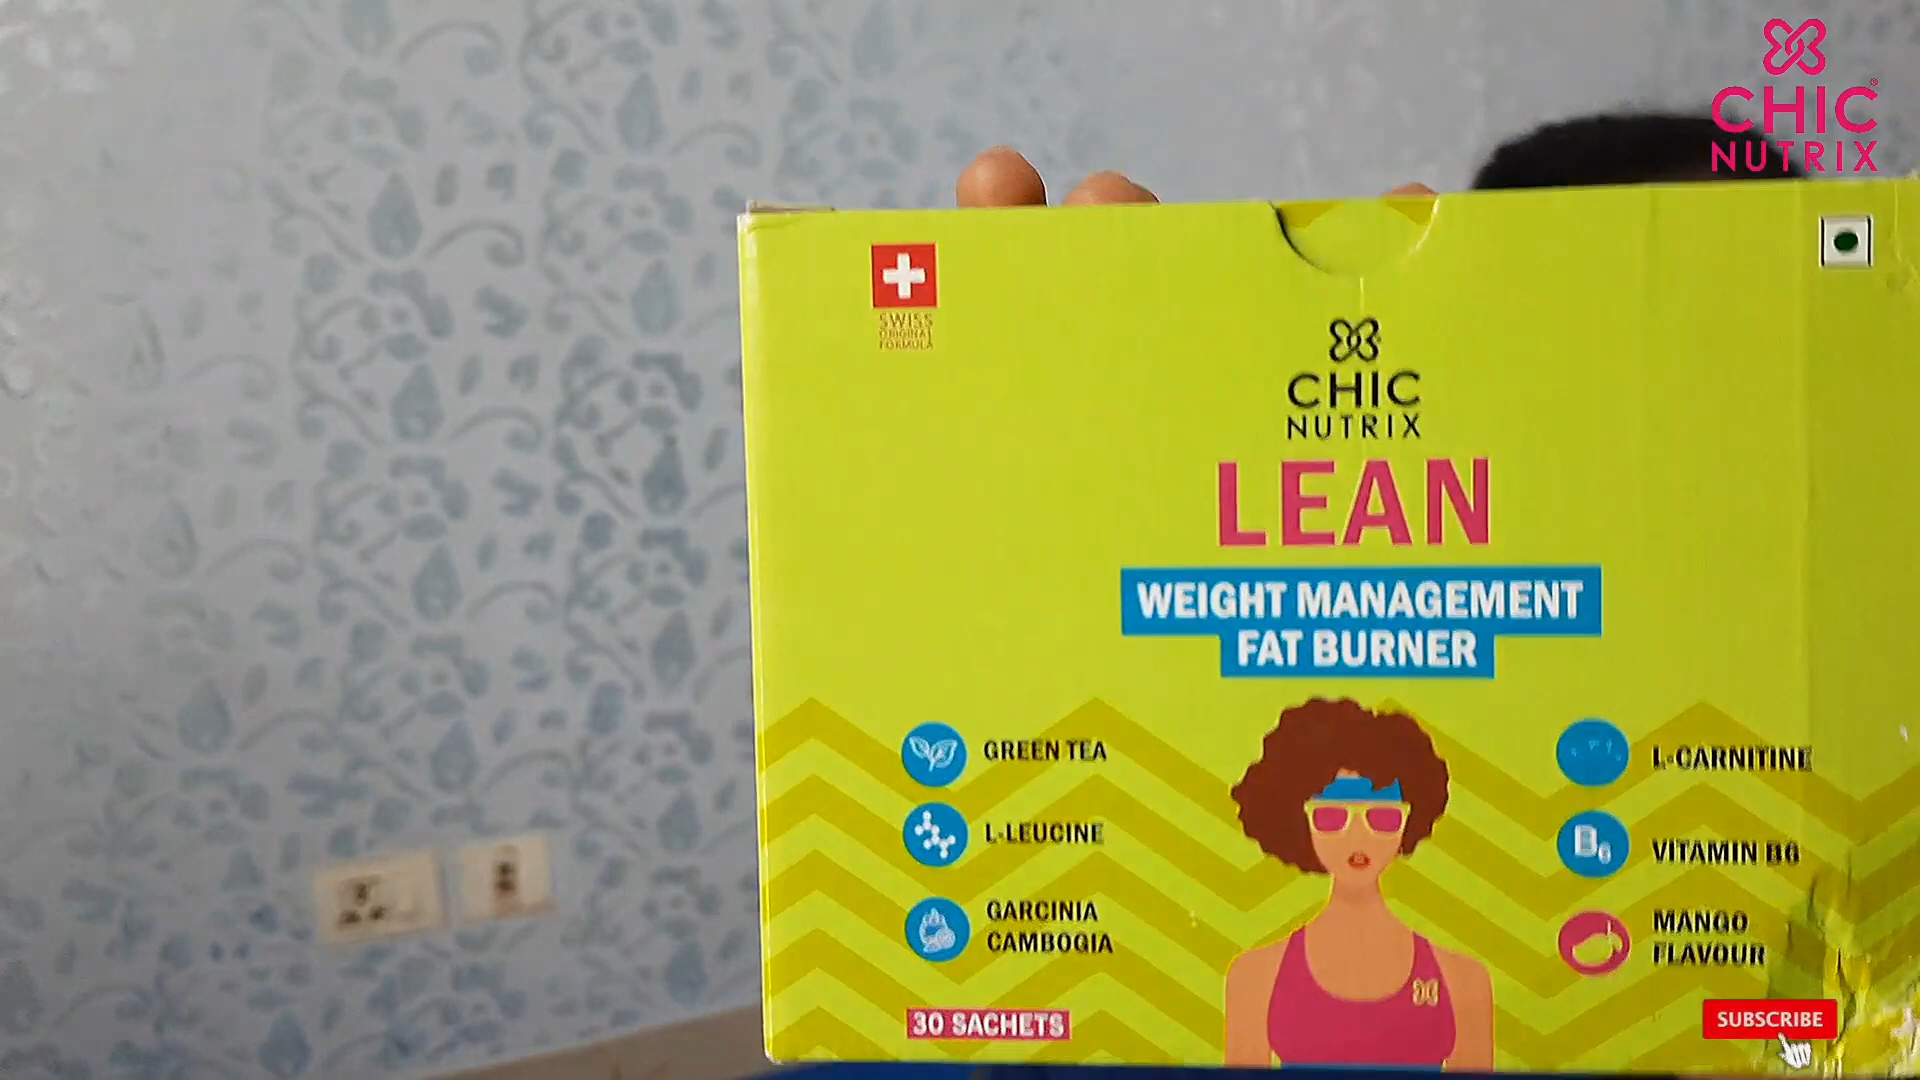 CHIC
NUTRIX
SWISS
ORIGINAL
FORMULA
CHIC
NUTRIX
LEAN
WEIGHT MANAGEMENT
FAT BURNER
GREEN TEA
L-LEUCINE
GARCINIA
CAMBOGIA
L-CARNITINE
B6
VITAMIN B6
MANGO
FLAVOUR
30 SACHETS
SUBSCRIBE